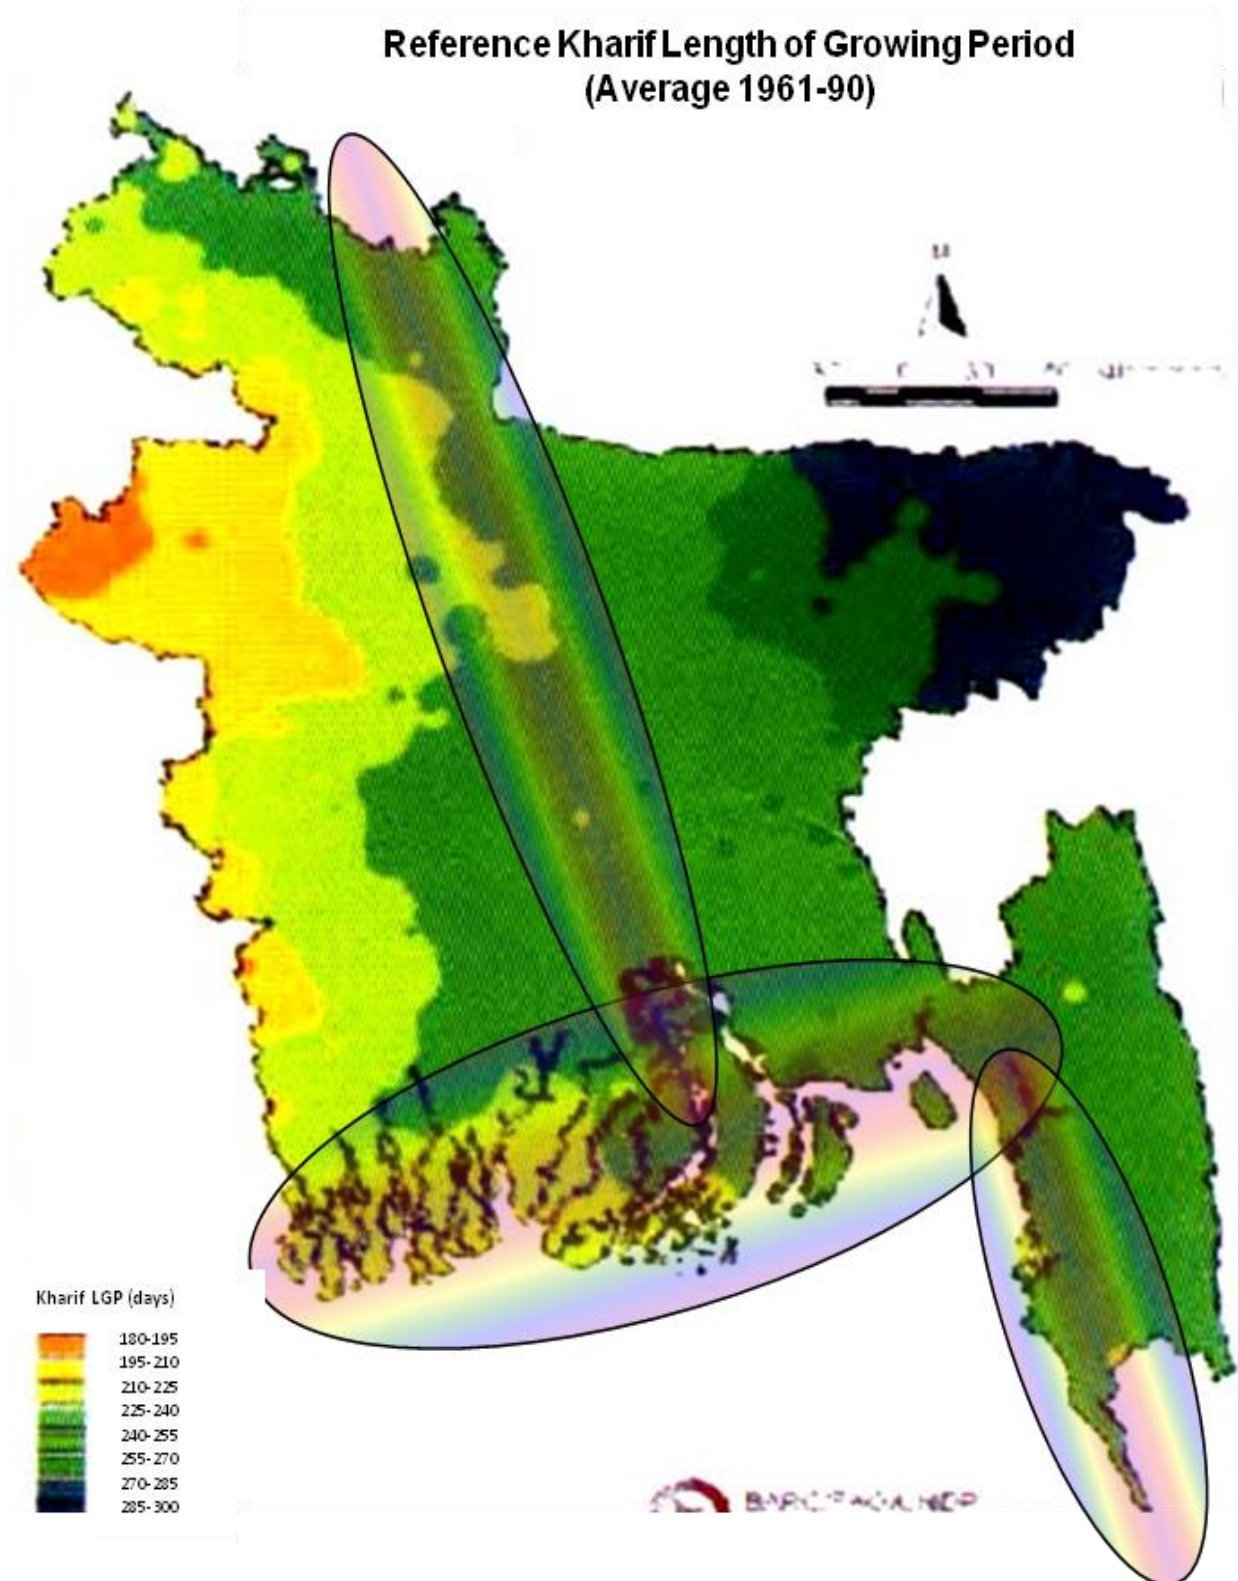 Reference Kharif Length of Growing Period
(Average 1961-90)
Kharif LGP (days)
180-195
195-210
210-225
225-240
240-255
255-270
270-285
285-300